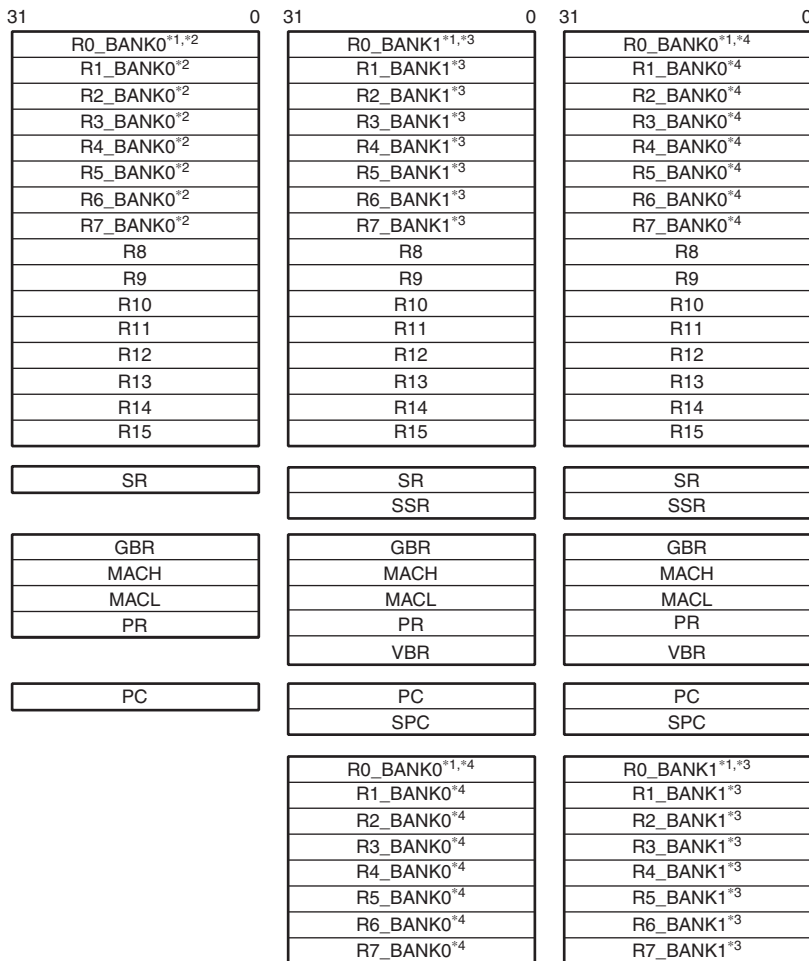 31 0 31 0 31 0
R0_BANK0*1,*2 R0_BANK1*1,*3 R0_BANK0*1,*4
R1_BANK0*2 R1_BANK1*3 R1_BANK0*4
R2_BANK0*2 R2_BANK1*3 R2_BANK0*4
R3_BANK0*2 R3_BANK1*3 R3_BANK0*4
R4_BANK0*2 R4_BANK1*3 R4_BANK0*4
R5_BANK0*2 R5_BANK1*3 R5_BANK0*4
R6_BANK0*2 R6_BANK1*3 R6_BANK0*4
R7_BANK0*2 R7_BANK1*3 R7_BANK0*4
R8 R8 R8
R9 R9 R9
R10 R10 R10
R11 R11 R11
R12 R12 R12
R13 R13 R13
R14 R14 R14
R15 R15 R15
SR SR SR
SSR SSR
GBR GBR GBR
MACH MACH MACH
MACL MACL MACL
PR PR PR
VBR VBR
PC PC PC
SPC SPC
R0_BANK0*1,*4 R0_BANK1*1,*3
R1_BANK0*4 R1_BANK1*3
R2_BANK0*4 R2_BANK1*3
R3_BANK0*4 R3_BANK1*3
R4_BANK0*4 R4_BANK1*3
R5_BANK0*4 R5_BANK1*3
R6_BANK0*4 R6_BANK1*3
R7_BANK0*4 R7_BANK1*3